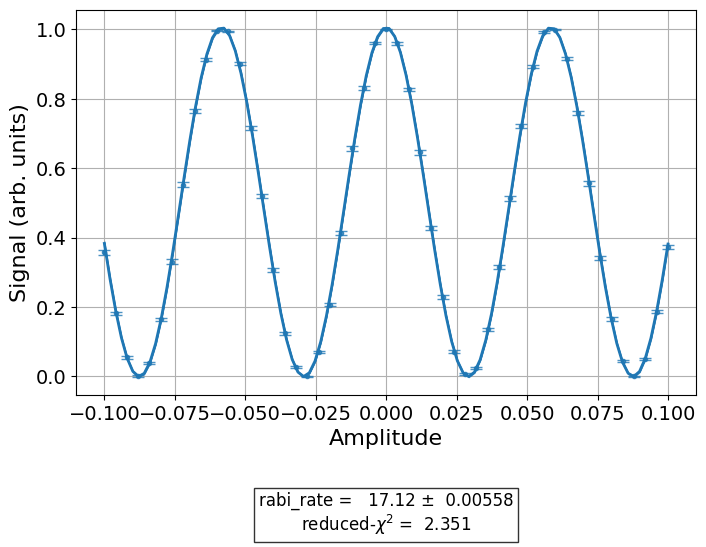 Signal (arb. units)
1.0
0.8
0.6
0.4
0.2
0.0
−0.100 −0.075 −0.050 −0.025 0.000 0.025 0.050 0.075 0.100
Amplitude
rabi_rate = 17.12 ± 0.00558
reduced-χ² = 2.351